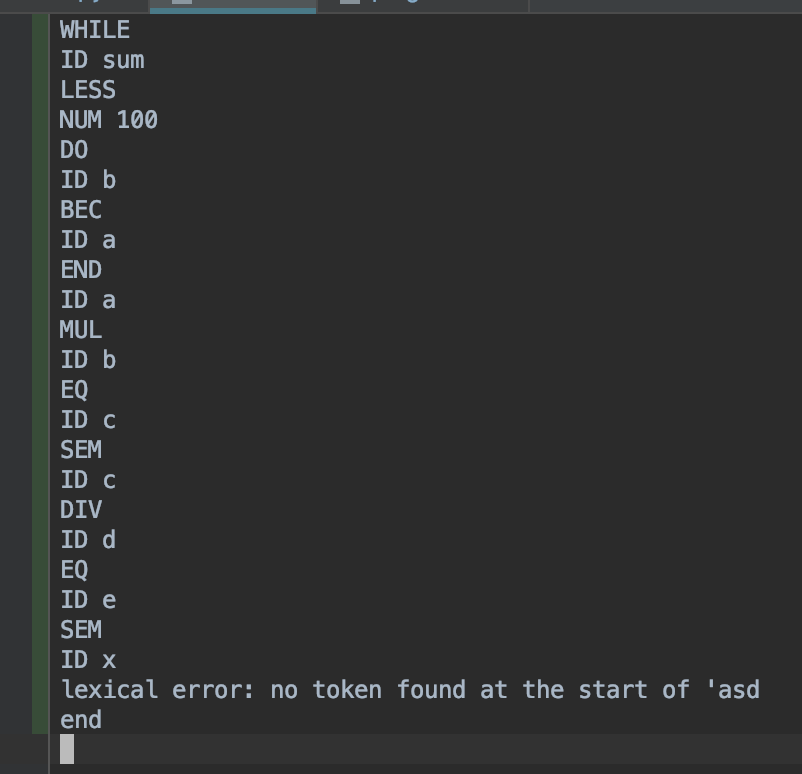 WHILE
ID sum
LESS
NUM 100
DO
ID b
BEC
ID a
END
ID a
MUL
ID b
EQ
ID c
SEM
ID c
DIV
ID d
EQ
ID e
SEM
ID x
lexical error: no token found at the start of 'asd
end